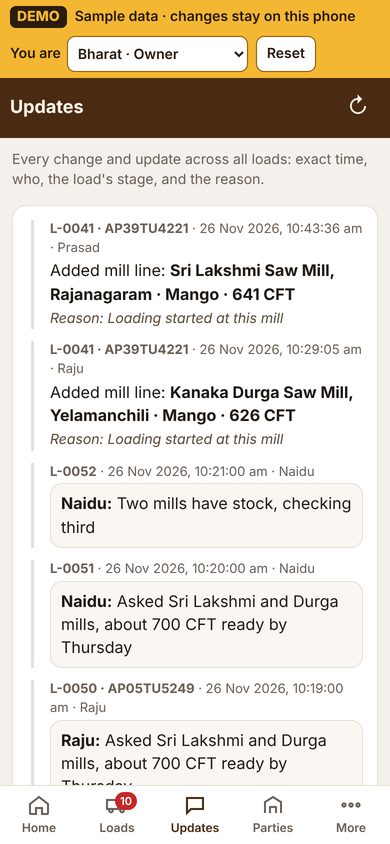 DEMO Sample data · changes stay on this phone
You are Bharat · Owner Reset
Updates
Every change and update across all loads: exact time,
who, the load's stage, and the reason.
L-0041 · AP39TU4221 · 26 Nov 2026, 10:43:36 am
· Prasad
Added mill line: Sri Lakshmi Saw Mill,
Rajanagaram · Mango · 641 CFT
Reason: Loading started at this mill
L-0041 · AP39TU4221 · 26 Nov 2026, 10:29:05 am
· Raju
Added mill line: Kanaka Durga Saw Mill,
Yelamanchili · Mango · 626 CFT
Reason: Loading started at this mill
L-0052 · 26 Nov 2026, 10:21:00 am · Naidu
Naidu: Two mills have stock, checking
third
L-0051 · 26 Nov 2026, 10:20:00 am · Naidu
Naidu: Asked Sri Lakshmi and Durga
mills, about 700 CFT ready by
Thursday
L-0050 · AP05TU5249 · 26 Nov 2026, 10:19:00
am · Raju
Raju: Asked Sri Lakshmi and Durga
mills, about 700 CFT ready by
Thursday
10
Home Loads Updates Parties More